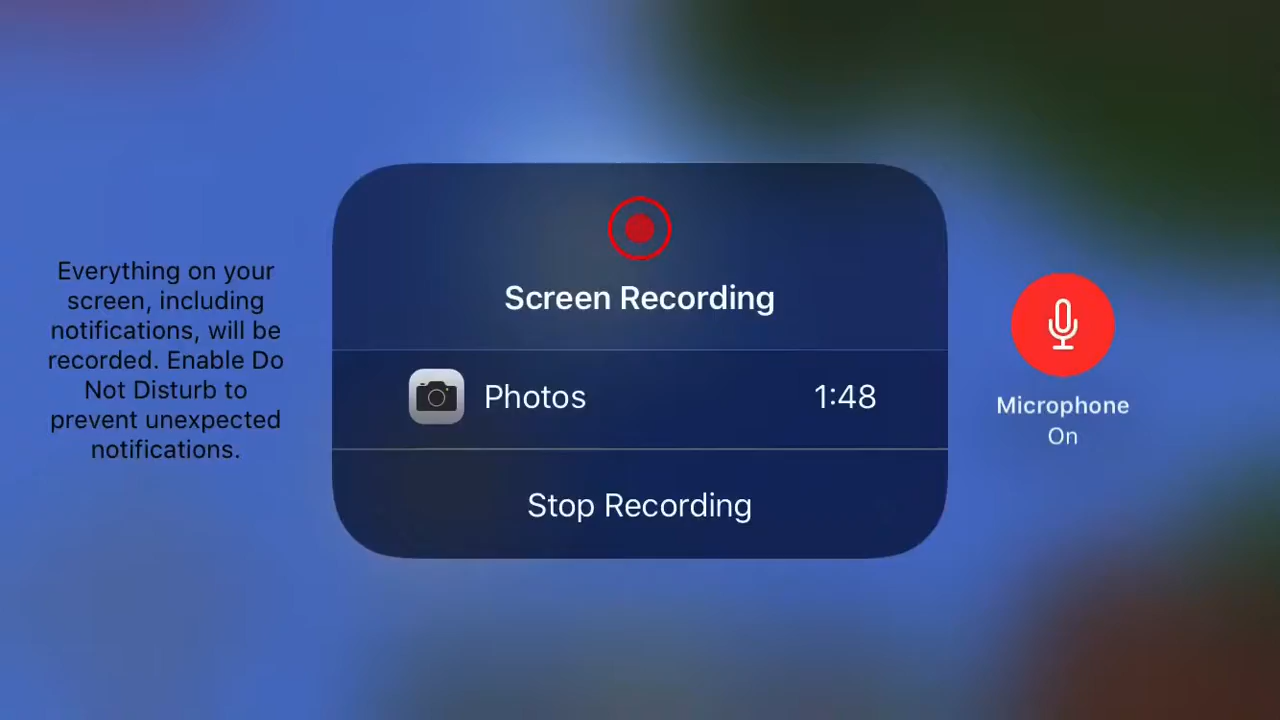 Everything on your
screen, including
notifications, will be
recorded. Enable Do
Not Disturb to
prevent unexpected
notifications.
Screen Recording
Photos 1:48
Stop Recording
Microphone
On